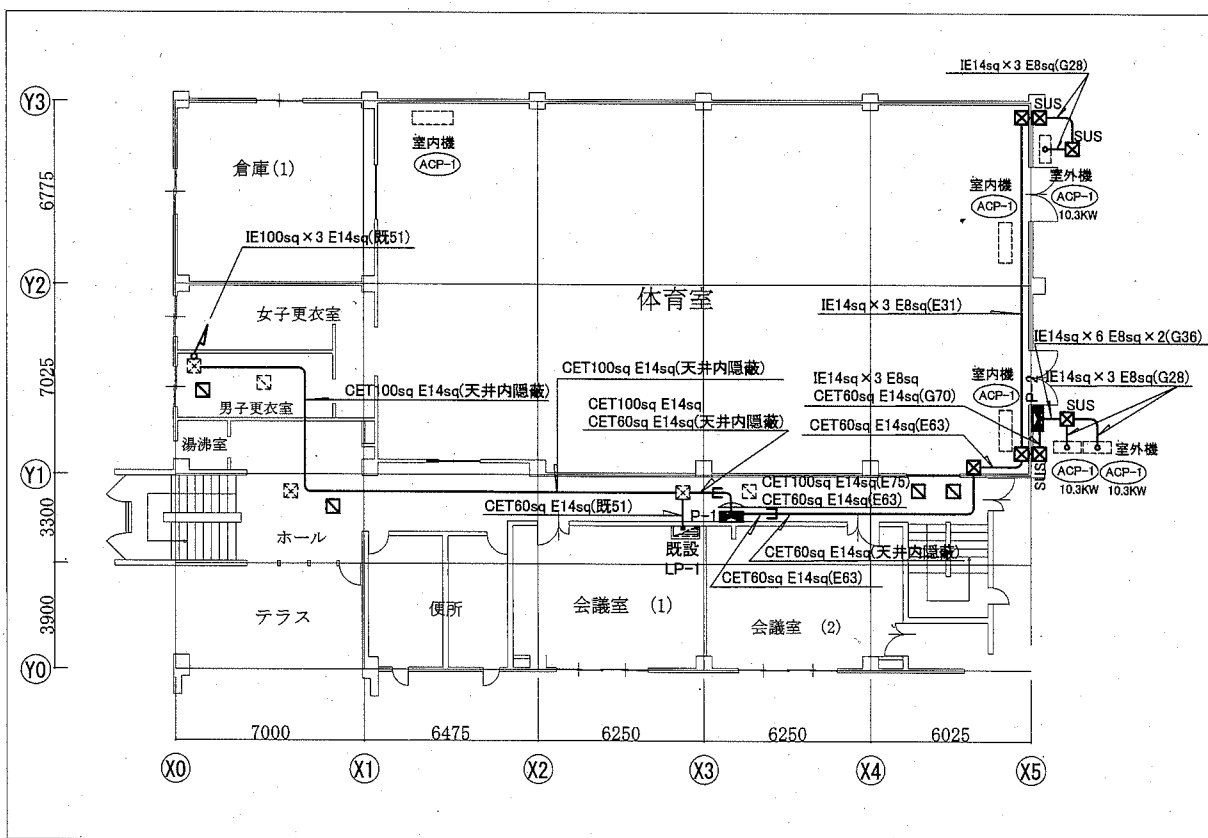 IE14sq×3 E8sq(G28)
Y3
SUS
SUS
室内機
ACP-1
倉庫(1)
室内機
ACP-1
室外機
ACP-1
10.3KW
6775
IE100sq×3 E14sq(既51)
Y2
体育室
女子更衣室
IE14sq×3 E8sq(E31)
IE14sq×6 E8sq×2(G36)
7025
CET100sq E14sq(天井内隠蔽)
CET100sq E14sq(天井内隠蔽)
IE14sq×3 E8sq
CET60sq E14sq(G70)
室内機
ACP-1
IE14sq×3 E8sq(G28)
P-2
SUS
CET100sq E14sq
CET60sq E14sq(天井内隠蔽)
CET60sq E14sq(E63)
男子更衣室
湯沸室
室外機
ACP-1
ACP-1
10.3KW
10.3KW
SUS
Y1
CET100sq E14sq(E75)
CET60sq E14sq(E63)
CET60sq E14sq(既51)
P-1
3300
ホール
既設
LP-1
CET60sq E14sq(天井内隠蔽)
CET60sq E14sq(E63)
3900
テラス
便所
会議室 (1)
会議室 (2)
Y0
7000
6475
6250
6250
6025
X0
X1
X2
X3
X4
X5